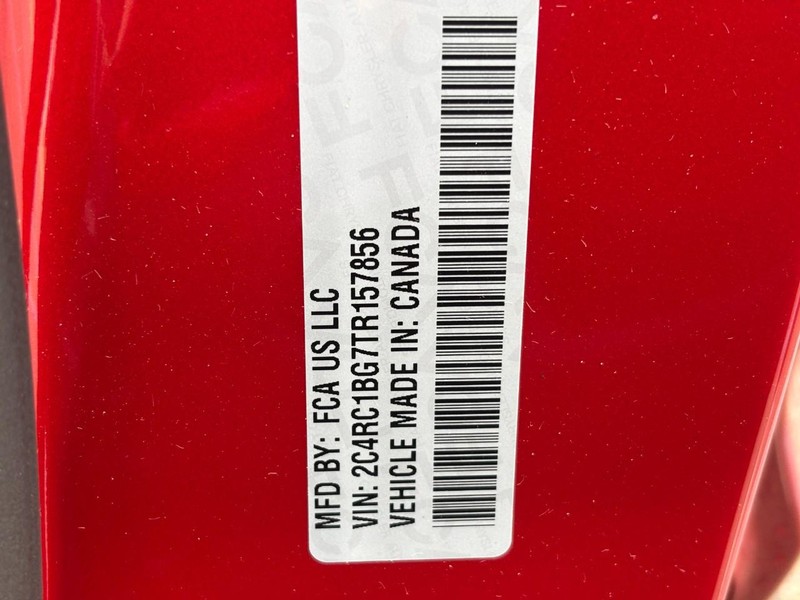 MFD BY: FCA US LLC
VIN: 2C4RC1BG7TR157856
VEHICLE MADE IN: CANADA